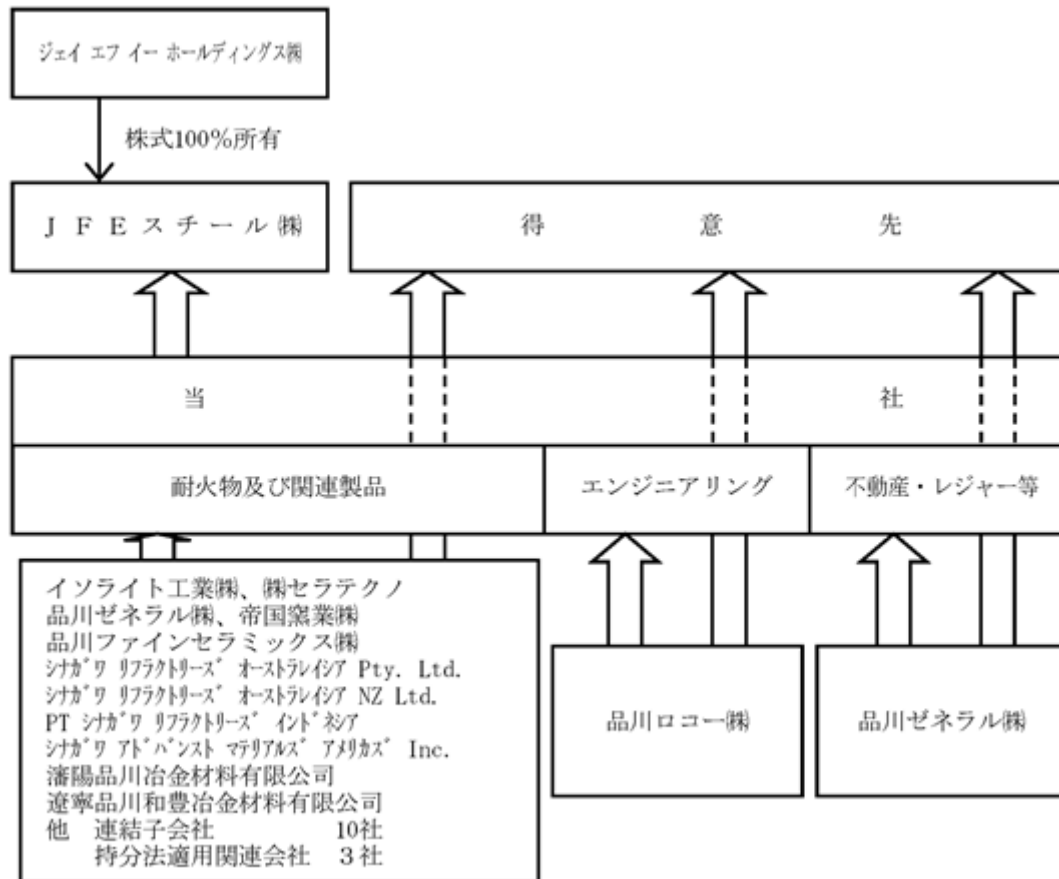 ジェイ エフ イー ホールディングス㈱
株式100%所有
ＪＦＥスチール㈱
得意先
当社
耐火物及び関連製品
エンジニアリング
不動産・レジャー等
イソライト工業㈱、㈱セラテクノ
品川ゼネラル㈱、帝国窯業㈱
品川ファインセラミックス㈱
ｼﾅｶﾞﾜ ﾘﾌﾗｸﾄﾘｰｽﾞ ｵｰｽﾄﾗﾚｲｼｱ Pty. Ltd.
ｼﾅｶﾞﾜ ﾘﾌﾗｸﾄﾘｰｽﾞ ｵｰｽﾄﾗﾚｲｼｱ NZ Ltd.
PT ｼﾅｶﾞﾜ ﾘﾌﾗｸﾄﾘｰｽﾞ ｲﾝﾄﾞﾈｼｱ
ｼﾅｶﾞﾜ ｱﾄﾞﾊﾞﾝｽﾄ ﾏﾃﾘｱﾙｽﾞ ｱﾒﾘｶｽﾞ Inc.
瀋陽品川冶金材料有限公司
遼寧品川和豊冶金材料有限公司
他 連結子会社 10社
持分法適用関連会社 ３社
品川ロコー㈱
品川ゼネラル㈱